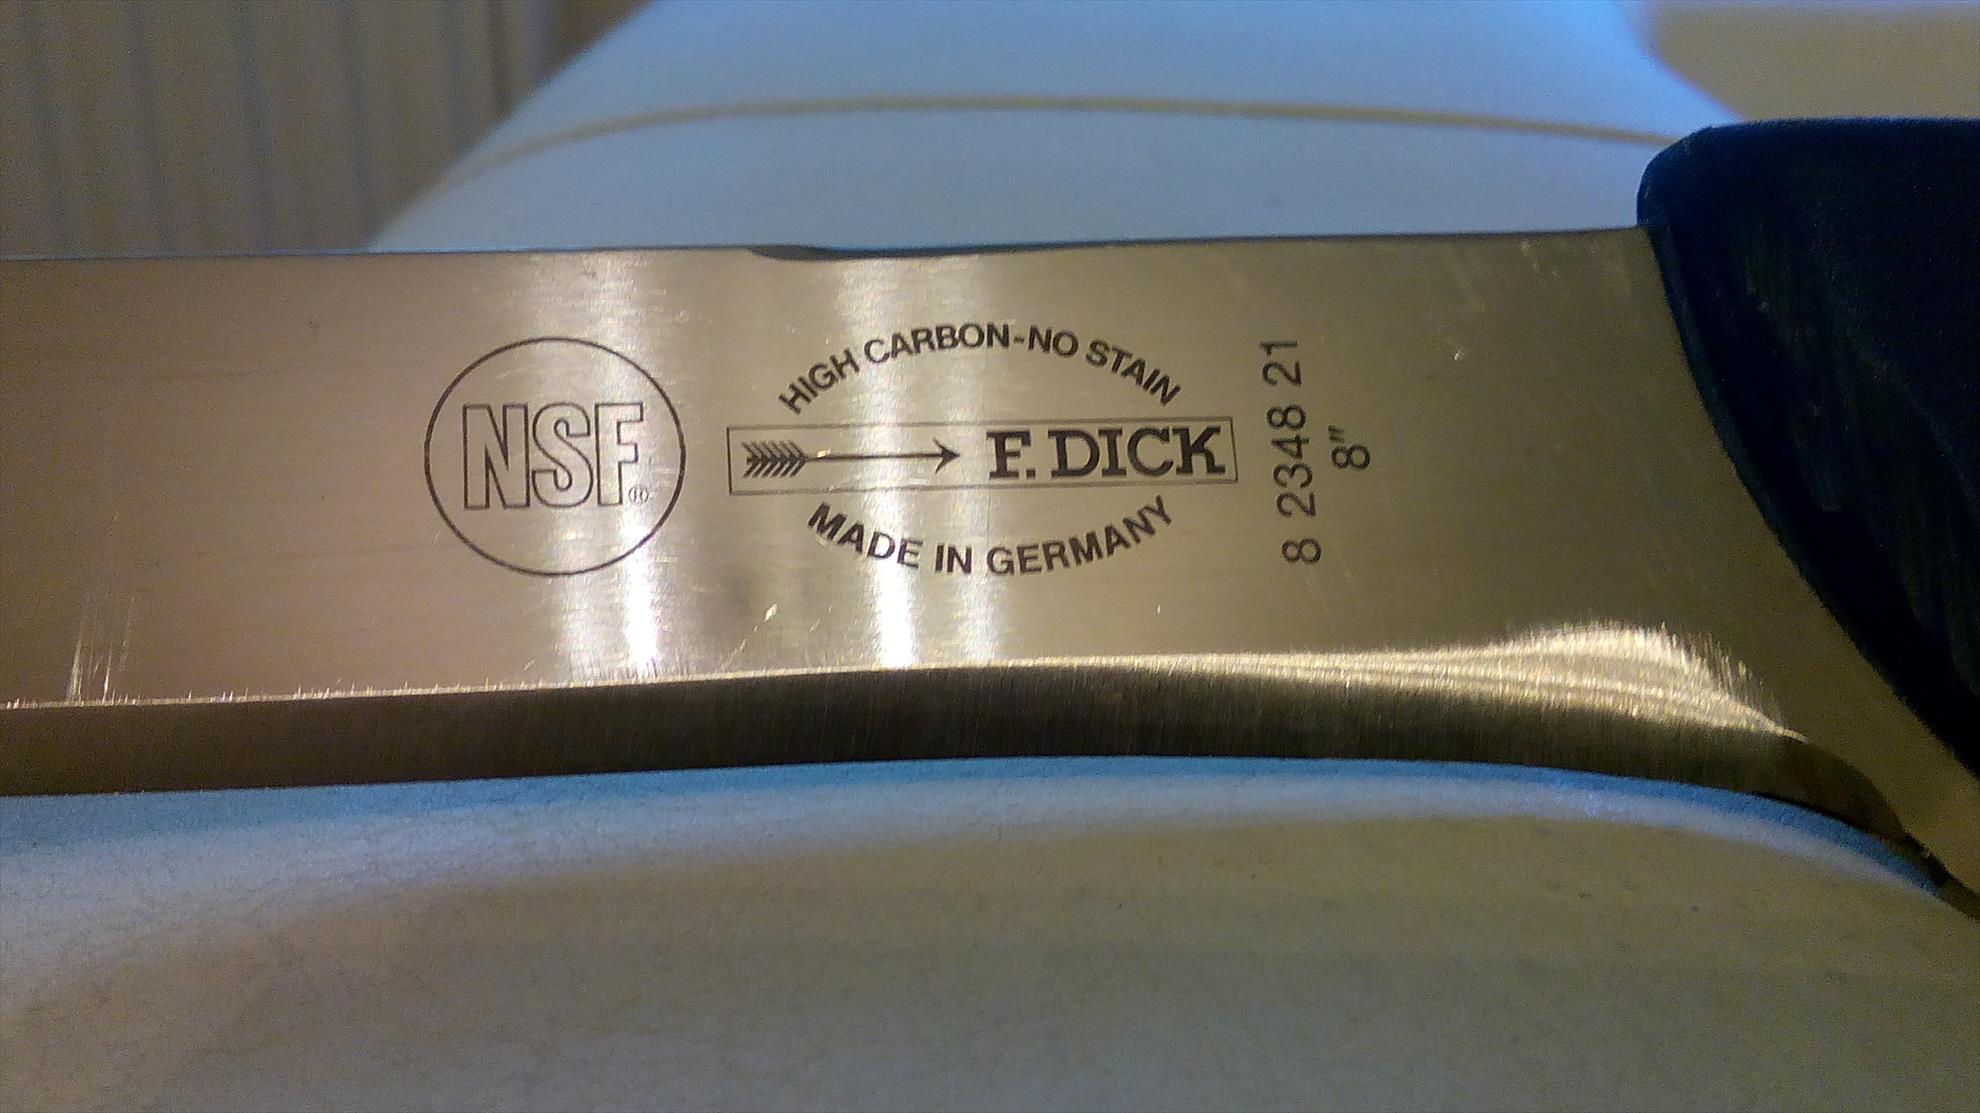 NSF®
HIGH CARBON-NO STAIN
F. DICK
MADE IN GERMANY
8 2348 21
8"